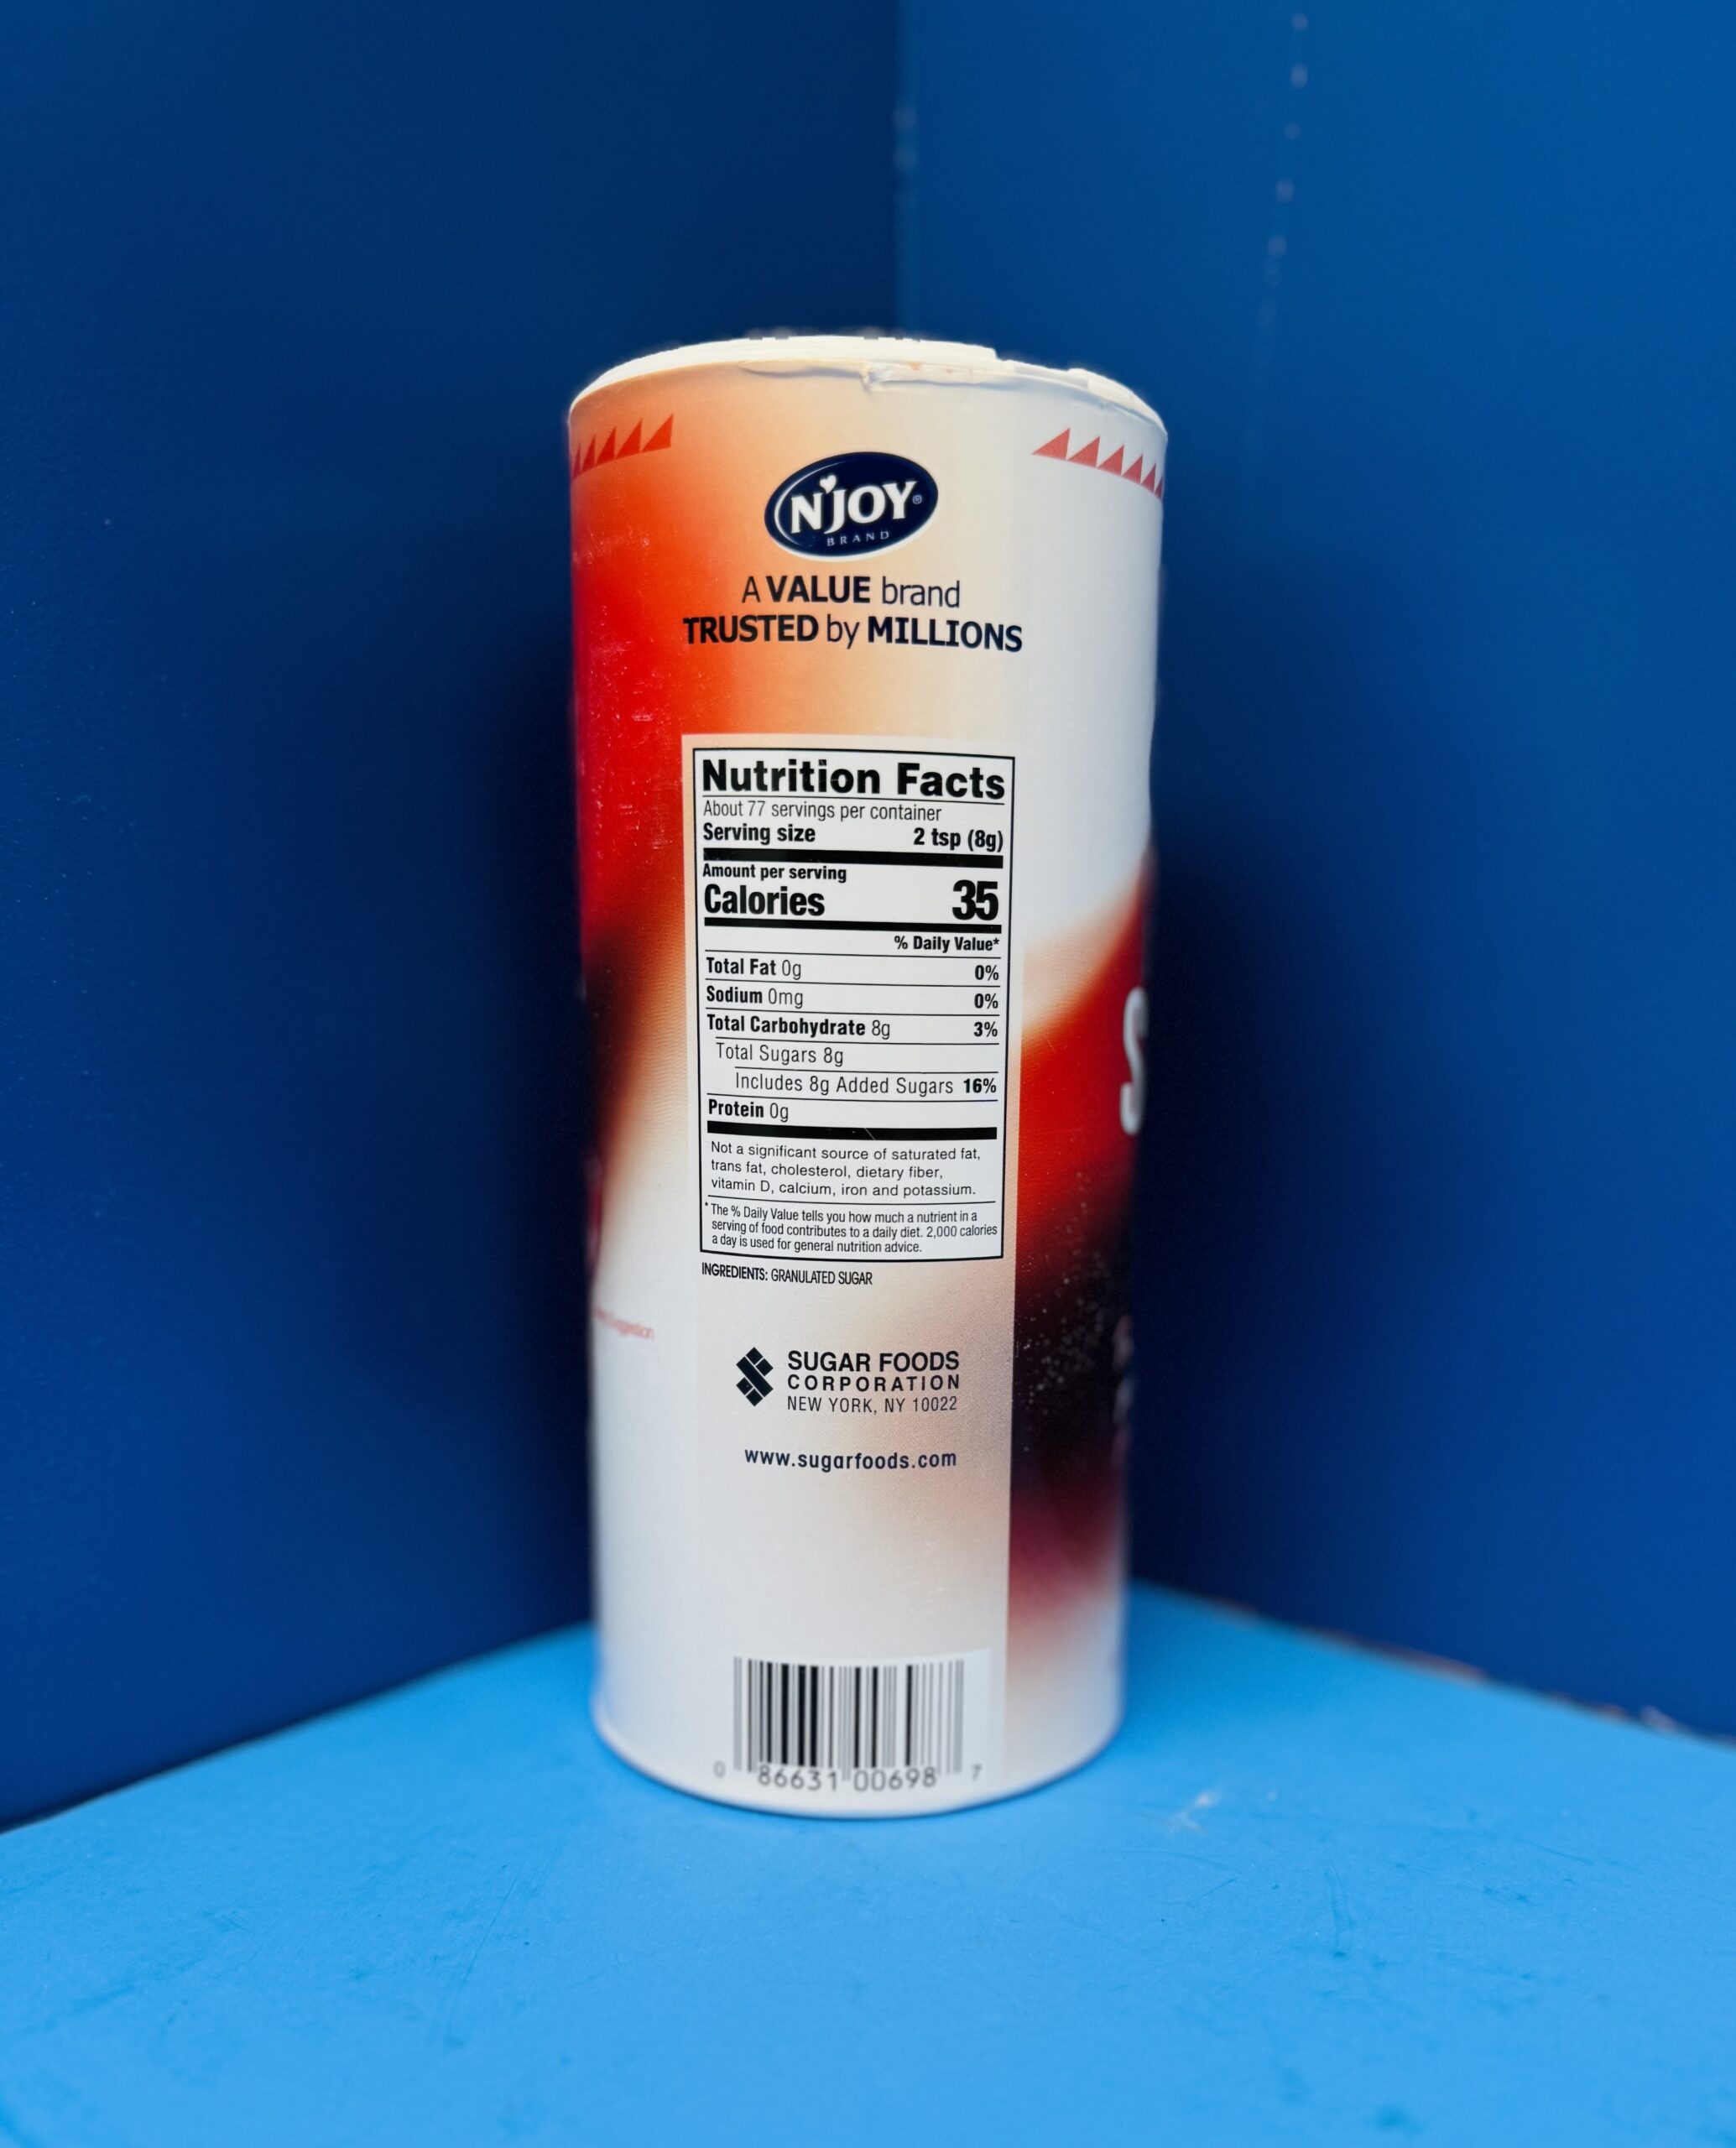 N'JOY®
BRAND
A VALUE brand
TRUSTED by MILLIONS
Nutrition Facts
About 77 servings per container
Serving size 2 tsp (8g)
Amount per serving
Calories 35
% Daily Value*
Total Fat 0g 0%
Sodium 0mg 0%
Total Carbohydrate 8g 3%
Total Sugars 8g
Includes 8g Added Sugars 16%
Protein 0g
Not a significant source of saturated fat,
trans fat, cholesterol, dietary fiber,
vitamin D, calcium, iron and potassium.
*The % Daily Value tells you how much a nutrient in a
serving of food contributes to a daily diet. 2,000 calories
a day is used for general nutrition advice.
INGREDIENTS: GRANULATED SUGAR
SUGAR FOODS
CORPORATION
NEW YORK, NY 10022
www.sugarfoods.com
0 86631 00698 7